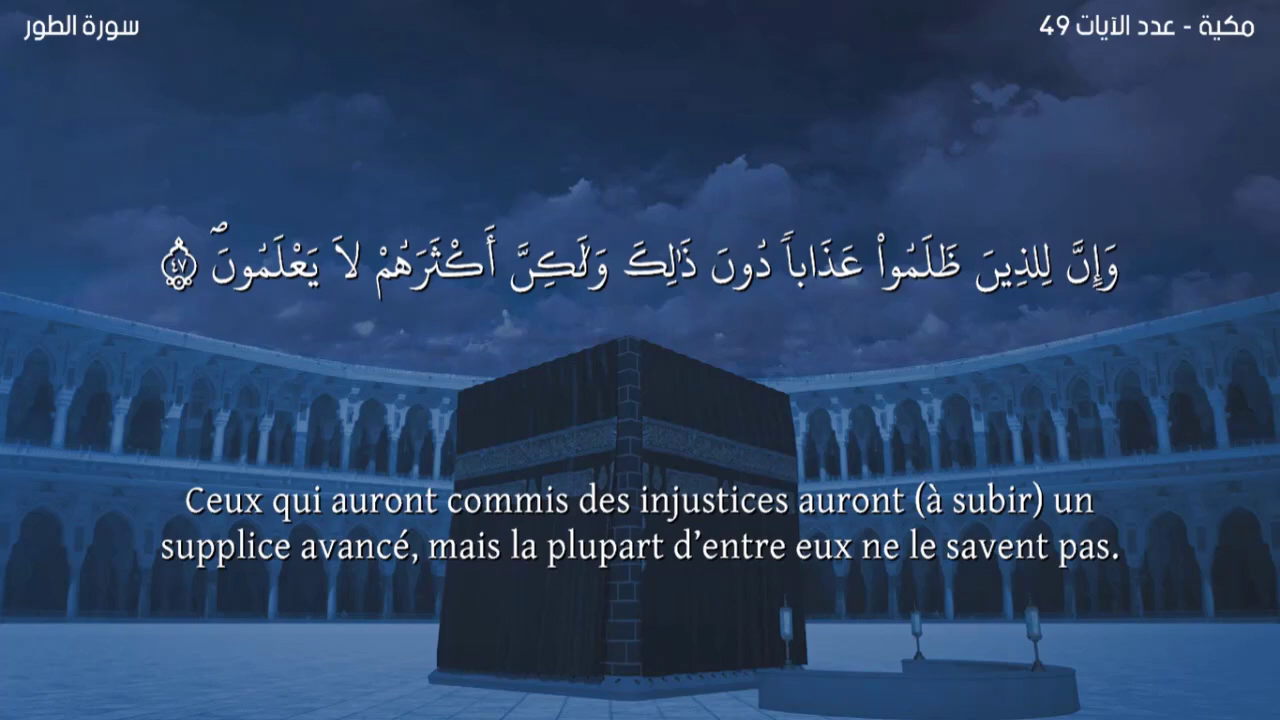 مكية - عدد الآيات 49
سورة الطور
وَإِنَّ لِلذِينَ ظَلَمُواْ عَذَاباٗ دُونَ ذَٰلِكَ وَلَٰكِنَّ أَكْثَرَهُمْ لاَ يَعْلَمُونَۖ ٤٧
Ceux qui auront commis des injustices auront (à subir) un
supplice avancé, mais la plupart d’entre eux ne le savent pas.